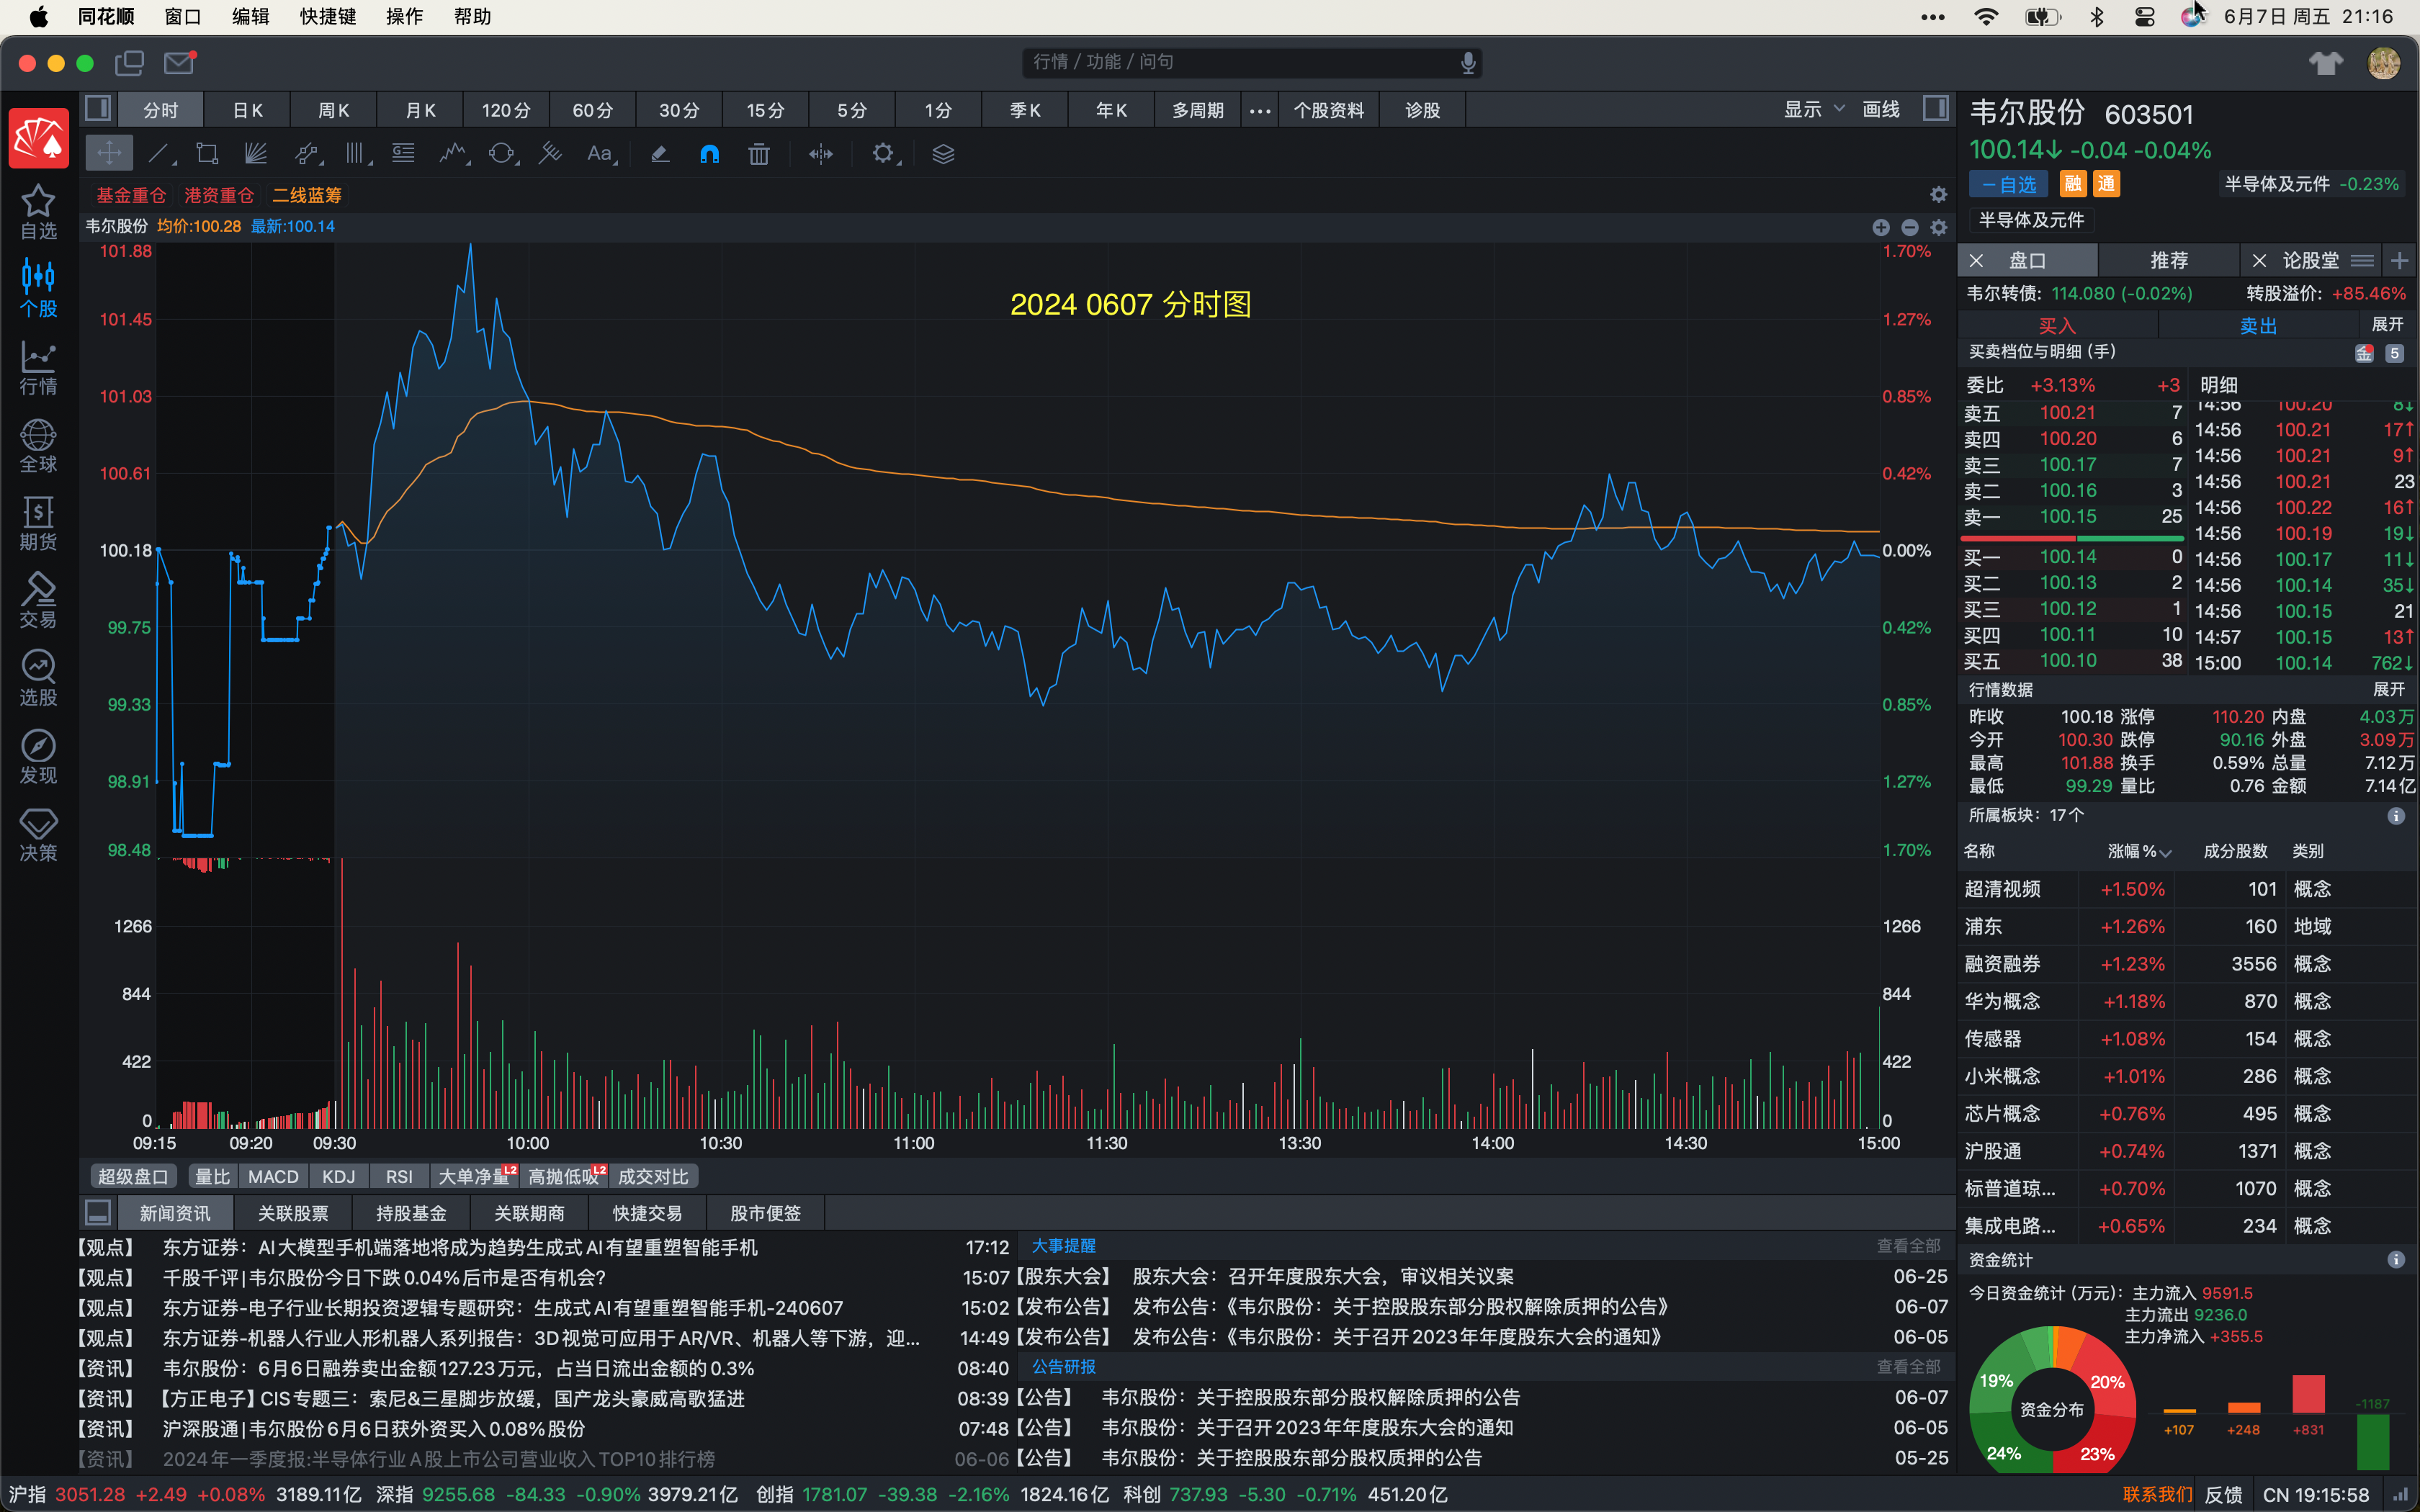 同花顺 窗口 编辑 快捷键 操作 帮助 6月7日 周五 21:16
行情 / 功能 / 问句
分时 日K 周K 月K 120分 60分 30分 15分 5分 1分 季K 年K 多周期 个股资料 诊股 显示 画线
Aa
基金重仓 港资重仓 二线蓝筹
韦尔股份 均价:100.28 最新:100.14
自选
个股
行情
全球
期货
交易
选股
发现
决策
2024 0607 分时图
101.88 1.70%
101.45 1.27%
101.03 0.85%
100.61 0.42%
100.18 0.00%
99.75 0.42%
99.33 0.85%
98.91 1.27%
98.48 1.70%
1266 1266
844 844
422 422
0 0
09:15 09:20 09:30 10:00 10:30 11:00 11:30 13:30 14:00 14:30 15:00
超级盘口 量比 MACD KDJ RSI 大单净量 L2 高抛低吸 L2 成交对比
新闻资讯 关联股票 持股基金 关联期商 快捷交易 股市便签
【观点】 东方证券：AI大模型手机端落地将成为趋势生成式AI有望重塑智能手机 17:12
【观点】 千股千评|韦尔股份今日下跌0.04%后市是否有机会? 15:07
【观点】 东方证券-电子行业长期投资逻辑专题研究：生成式AI有望重塑智能手机-240607 15:02
【观点】 东方证券-机器人行业人形机器人系列报告：3D视觉可应用于AR/VR、机器人等下游，迎... 14:49
【资讯】 韦尔股份：6月6日融券卖出金额127.23万元，占当日流出金额的0.3% 08:40
【资讯】 【方正电子】CIS专题三：索尼&三星脚步放缓，国产龙头豪威高歌猛进 08:39
【资讯】 沪深股通|韦尔股份6月6日获外资买入0.08%股份 07:48
【资讯】 2024年一季度报:半导体行业A股上市公司营业收入TOP10排行榜 06-06
大事提醒 查看全部
【股东大会】 股东大会：召开年度股东大会，审议相关议案 06-25
【发布公告】 发布公告：《韦尔股份：关于控股股东部分股权解除质押的公告》 06-07
【发布公告】 发布公告：《韦尔股份：关于召开2023年年度股东大会的通知》 06-05
公告研报 查看全部
【公告】 韦尔股份：关于控股股东部分股权解除质押的公告 06-07
【公告】 韦尔股份：关于召开2023年年度股东大会的通知 06-05
【公告】 韦尔股份：关于控股股东部分股权质押的公告 05-25
韦尔股份 603501
100.14↓ -0.04 -0.04%
一自选 融 通 半导体及元件 -0.23%
半导体及元件
盘口 推荐 论股堂
韦尔转债: 114.080 (-0.02%) 转股溢价: +85.46%
买入 卖出 展开
买卖档位与明细 (手) 金 5
委比 +3.13% +3 明细
卖五 100.21 7
卖四 100.20 6
卖三 100.17 7
卖二 100.16 3
卖一 100.15 25
买一 100.14 0
买二 100.13 2
买三 100.12 1
买四 100.11 10
买五 100.10 38
14:56 100.20 8↓
14:56 100.21 17↑
14:56 100.21 9↑
14:56 100.21 23
14:56 100.22 16↑
14:56 100.19 19↓
14:56 100.17 11↓
14:56 100.14 35↓
14:56 100.15 21
14:57 100.15 13↑
15:00 100.14 762↓
行情数据 展开
昨收 100.18 涨停 110.20 内盘 4.03万
今开 100.30 跌停 90.16 外盘 3.09万
最高 101.88 换手 0.59% 总量 7.12万
最低 99.29 量比 0.76 金额 7.14亿
所属板块：17个
名称 涨幅% 成分股数 类别
超清视频 +1.50% 101 概念
浦东 +1.26% 160 地域
融资融券 +1.23% 3556 概念
华为概念 +1.18% 870 概念
传感器 +1.08% 154 概念
小米概念 +1.01% 286 概念
芯片概念 +0.76% 495 概念
沪股通 +0.74% 1371 概念
标普道琼... +0.70% 1070 概念
集成电路... +0.65% 234 概念
资金统计
今日资金统计 (万元)：主力流入 9591.5
主力流出 9236.0
主力净流入 +355.5
资金分布 19% 20% 24% 23%
+107 +248 +831 -1187
沪指 3051.28 +2.49 +0.08% 3189.11亿 深指 9255.68 -84.33 -0.90% 3979.21亿 创指 1781.07 -39.38 -2.16% 1824.16亿 科创 737.93 -5.30 -0.71% 451.20亿 联系我们 反馈 CN 19:15:58